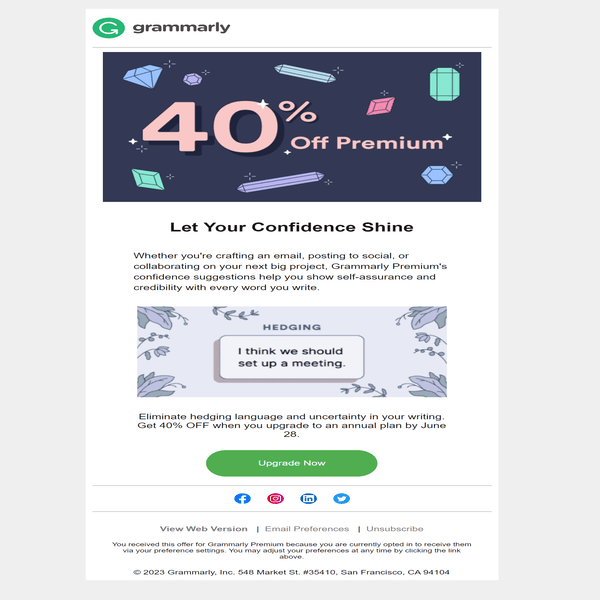 grammarly
40%
Off Premium
Let Your Confidence Shine
Whether you're crafting an email, posting to social, or
collaborating on your next big project, Grammarly Premium's
confidence suggestions help you show self-assurance and
credibility with every word you write.
HEDGING
I think we should
set up a meeting.
Eliminate hedging language and uncertainty in your writing.
Get 40% OFF when you upgrade to an annual plan by June
28.
Upgrade Now
View Web Version | Email Preferences | Unsubscribe
You received this offer for Grammarly Premium because you are currently opted in to receive them
via your preference settings. You may adjust your preferences at any time by clicking the link
above.
© 2023 Grammarly, Inc. 548 Market St. #35410, San Francisco, CA 94104